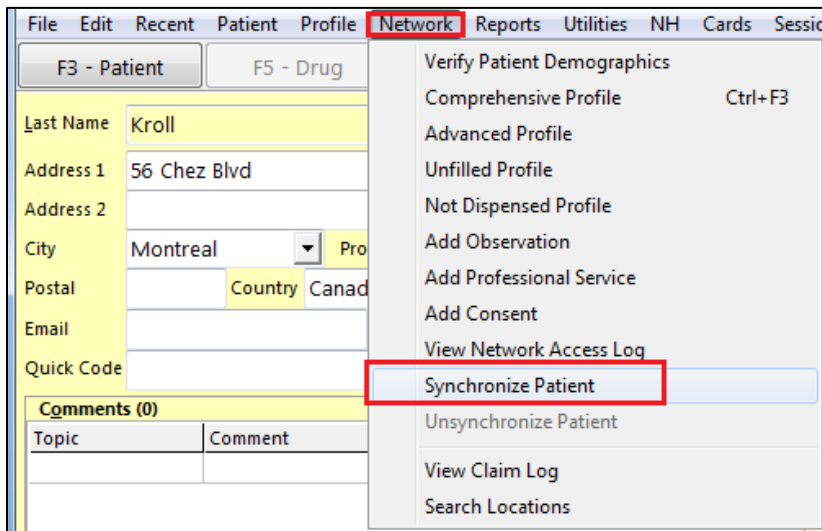 File Edit Recent Patient Profile Network Reports Utilities NH Cards
F3 - Patient
F5 - Drug
Last Name Kroll
Address 1 56 Chez Blvd
Address 2
City Montreal
Postal Country
Email
Quick Code
Comments (0)
Topic Comment
Verify Patient Demographics
Comprehensive Profile Ctrl+F3
Advanced Profile
Unfilled Profile
Not Dispensed Profile
Add Observation
Add Professional Service
Add Consent
View Network Access Log
Synchronize Patient
Unsynchronize Patient
View Claim Log
Search Locations